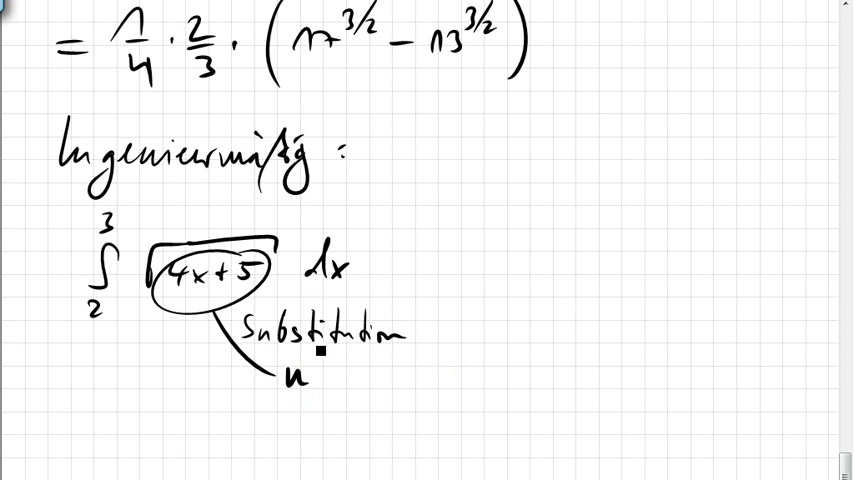 = 1/4 · 2/3 · (17^3/2 − 13^3/2)
Ingenieurmäßig :
∫_2^3 √(4x+5) dx
Substitution
u